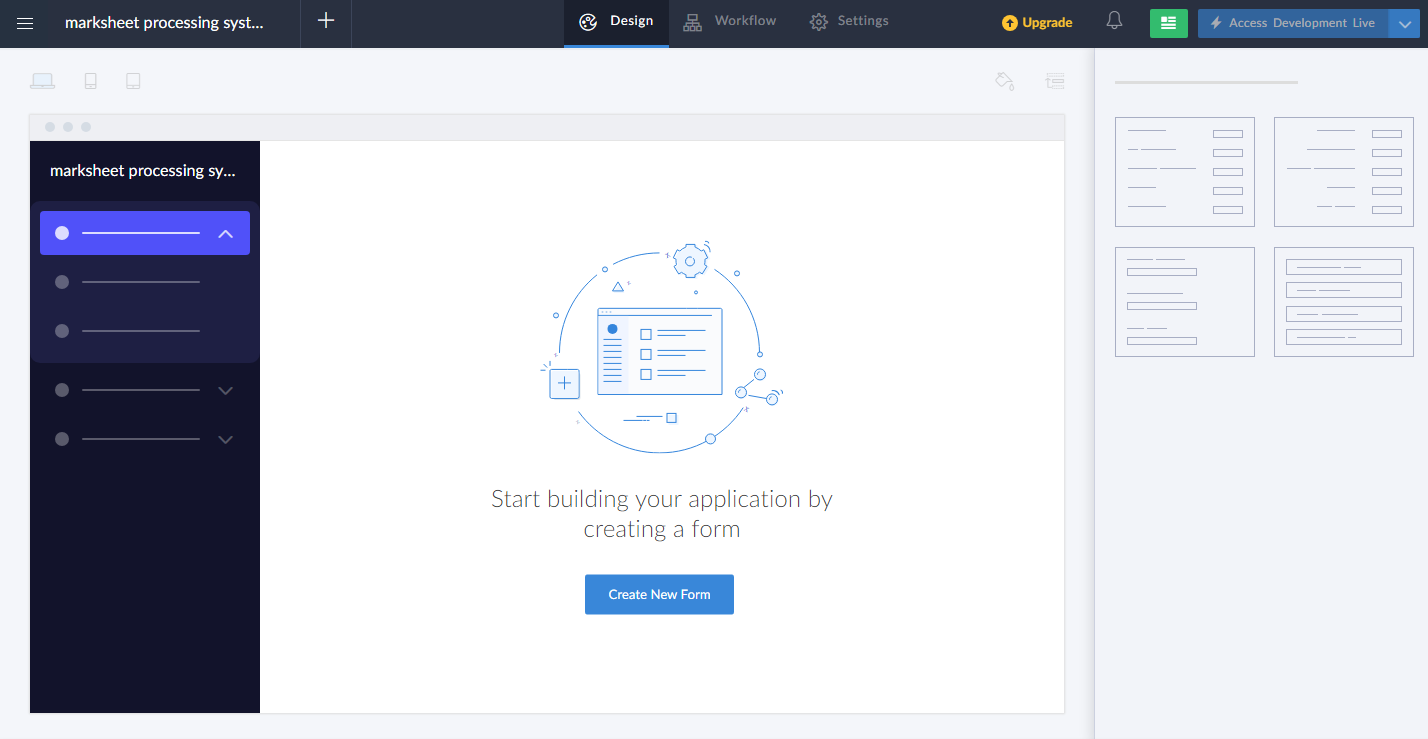 marksheet processing syst...
Design
Workflow
Settings
Upgrade
Access Development Live
marksheet processing sy...
Start building your application by
creating a form
Create New Form